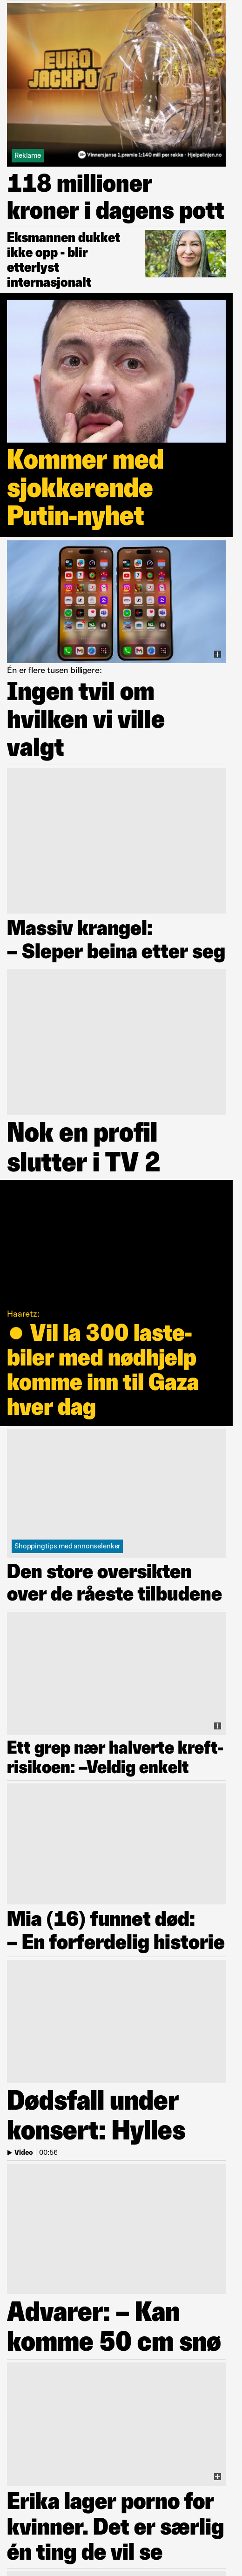 EURO
JACKPOT
Reklame
Vinnersjanse 1.premie 1:140 mill per rekke - Hjelpelinjen.no
118 millioner
kroner i dagens pott
Eksmannen dukket
ikke opp - blir
etterlyst
internasjonalt
Kommer med
sjokkerende
Putin-nyhet
Én er flere tusen billigere:
Ingen tvil om
hvilken vi ville
valgt
Massiv krangel:
– Sleper beina etter seg
Nok en profil
slutter i TV 2
Haaretz:
● Vil la 300 laste-
biler med nødhjelp
komme inn til Gaza
hver dag
Shoppingtips med annonselenker
Den store oversikten
over de råeste tilbudene
Ett grep nær halverte kreft-
risikoen: –Veldig enkelt
Mia (16) funnet død:
– En forferdelig historie
Dødsfall under
konsert: Hylles
Video | 00:56
Advarer: – Kan
komme 50 cm snø
Erika lager porno for
kvinner. Det er særlig
én ting de vil se